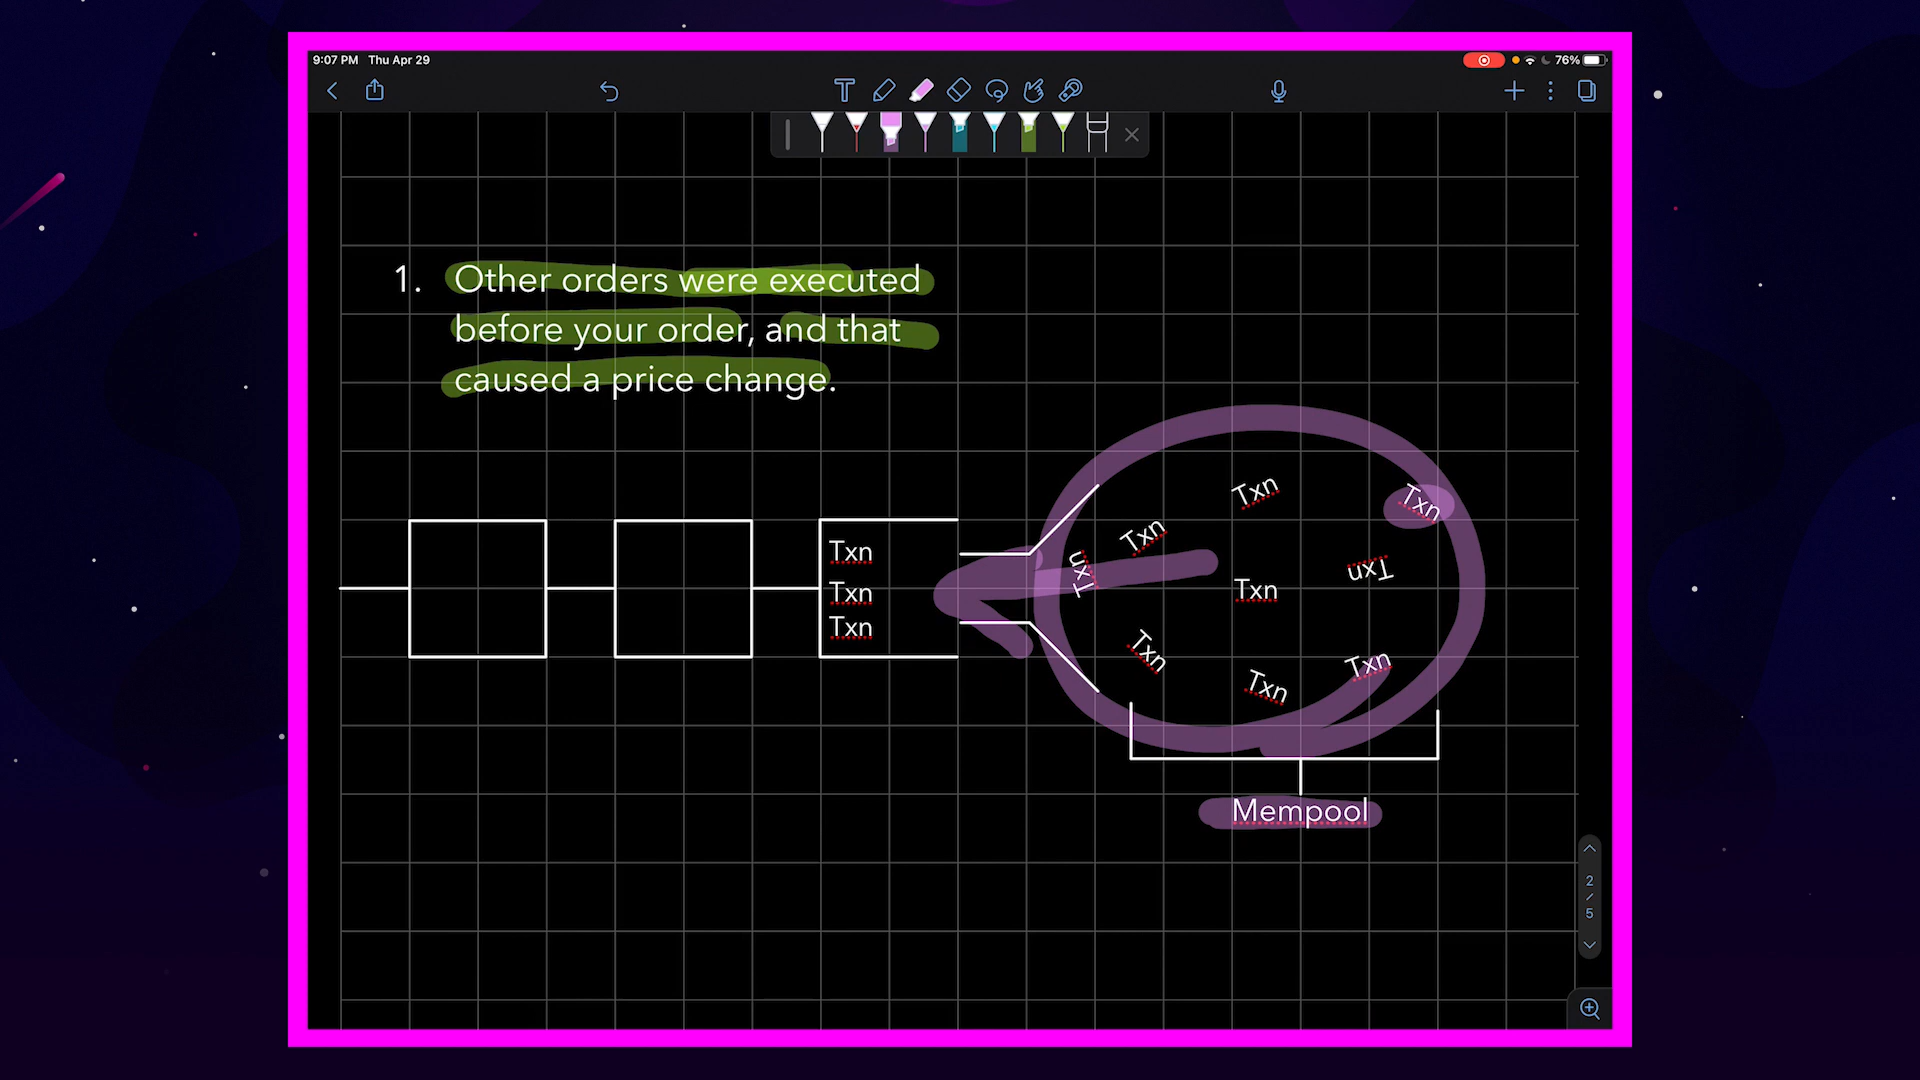 9:07 PM Thu Apr 29
76%
1. Other orders were executed
before your order, and that
caused a price change.
Txn
Txn
Txn
Txn
Txn
Txn
Txn
Txn
Txn
Txn
Txn
Txn
Mempool
2
/
5